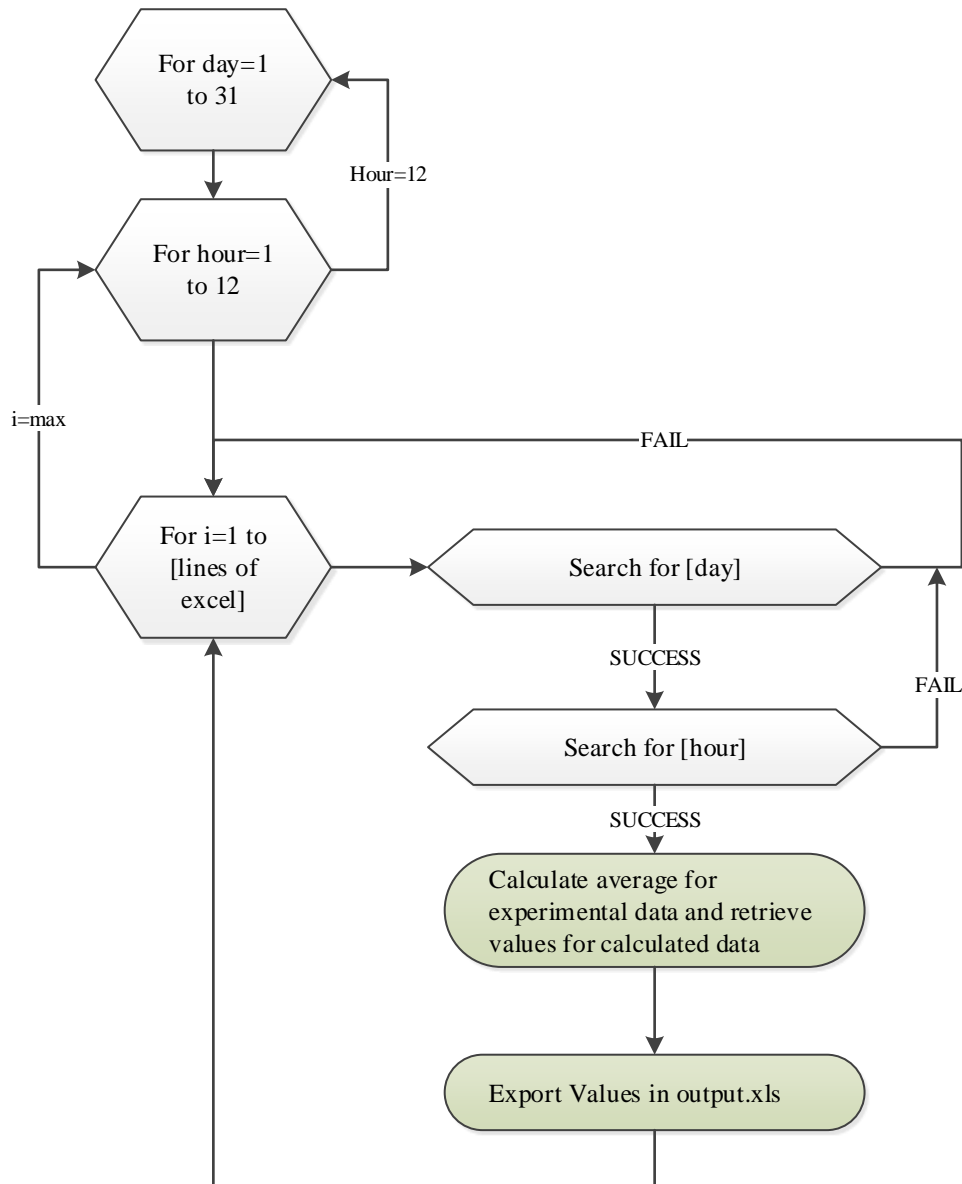 For day=1
to 31
Hour=12
For hour=1
to 12
i=max
FAIL
For i=1 to
[lines of
excel]
Search for [day]
SUCCESS
FAIL
Search for [hour]
SUCCESS
Calculate average for
experimental data and retrieve
values for calculated data
Export Values in output.xls